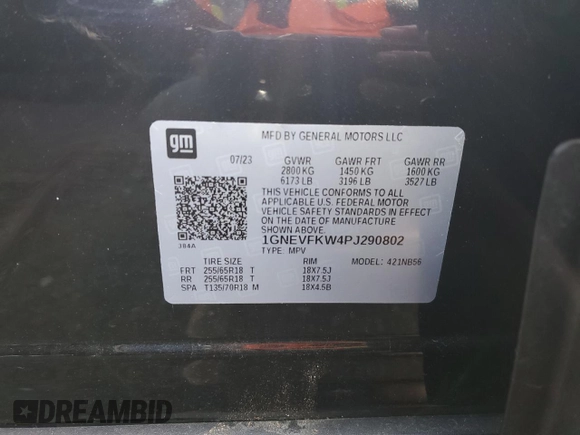 gm
MFD BY GENERAL MOTORS LLC
07/23 GVWR GAWR FRT GAWR RR
2800 KG 1450 KG 1600 KG
6173 LB 3196 LB 3527 LB
THIS VEHICLE CONFORMS TO ALL
APPLICABLE U.S. FEDERAL MOTOR
VEHICLE SAFETY STANDARDS IN EFFECT
ON THE DATE OF MANUFACTURE
SHOWN ABOVE.
J84A
1GNEVFKW4PJ290802
TYPE: MPV
TIRE SIZE RIM MODEL: 421NB56
FRT 255/65R18 T 18X7.5J
RR 255/65R18 T 18X7.5J
SPA T135/70R18 M 18X4.5B
DREAMBID